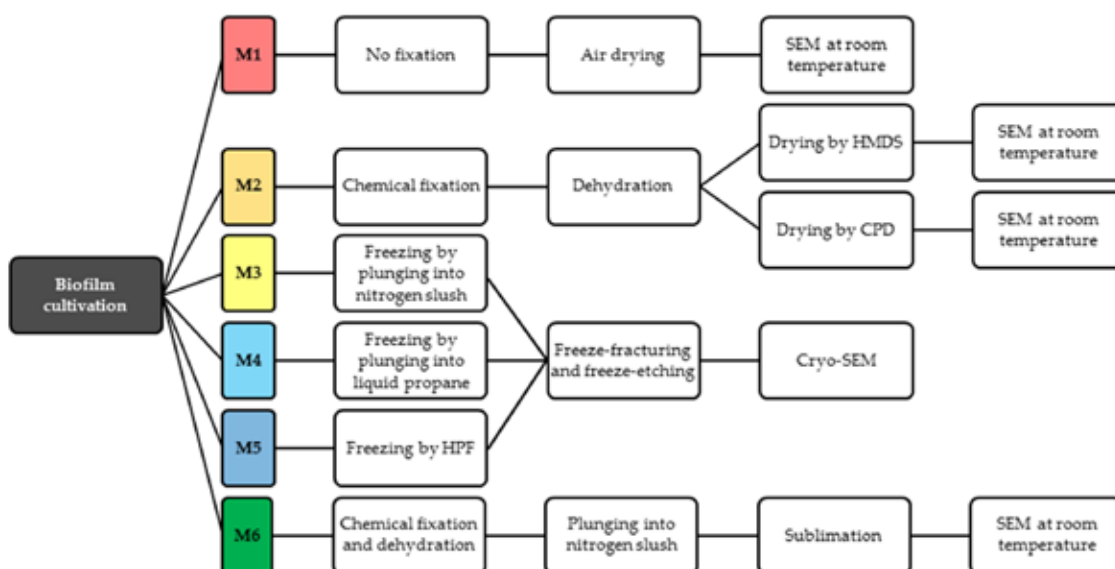 M1
No fixation
Air drying
SEM at room
temperature
M2
Chemical fixation
Dehydration
Drying by HMDS
SEM at room
temperature
Drying by CPD
SEM at room
temperature
Biofilm
cultivation
M3
Freezing by
plunging into
nitrogen slush
M4
Freezing by
plunging into
liquid propane
Freeze-fracturing
and freeze-etching
Cryo-SEM
M5
Freezing by HPF
M6
Chemical fixation
and dehydration
Plunging into
nitrogen slush
Sublimation
SEM at room
temperature